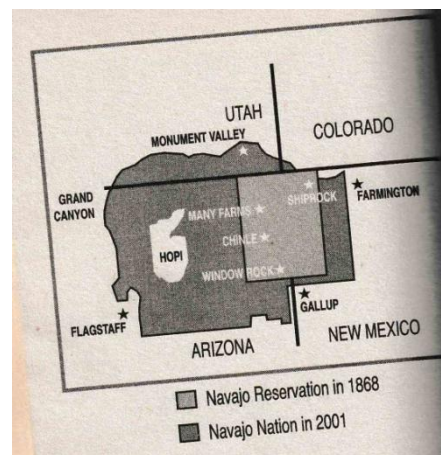 UTAH
COLORADO
MONUMENT VALLEY
GRAND
CANYON
MANY FARMS
SHIPROCK
FARMINGTON
CHINLE
HOPI
WINDOW ROCK
GALLUP
FLAGSTAFF
ARIZONA
NEW MEXICO
Navajo Reservation in 1868
Navajo Nation in 2001